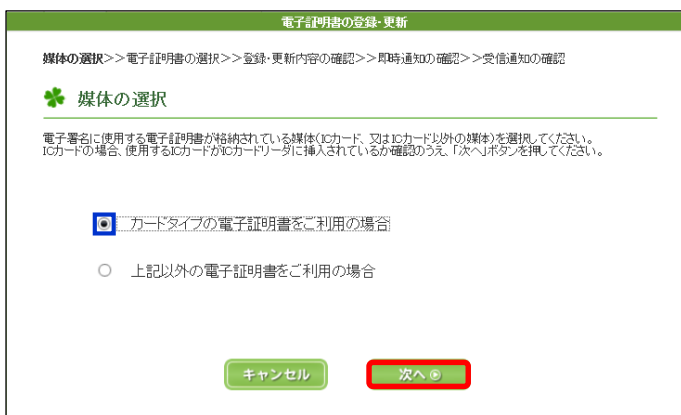 電子証明書の登録・更新
媒体の選択>>電子証明書の選択>>登録・更新内容の確認>>即時通知の確認>>受信通知の確認
媒体の選択
電子署名に使用する電子証明書が格納されている媒体(ICカード、又はICカード以外の媒体)を選択してください。
ICカードの場合、使用するICカードがICカードリーダに挿入されているか確認のうえ、「次へ」ボタンを押してください。
カードタイプの電子証明書をご利用の場合
上記以外の電子証明書をご利用の場合
キャンセル
次へ